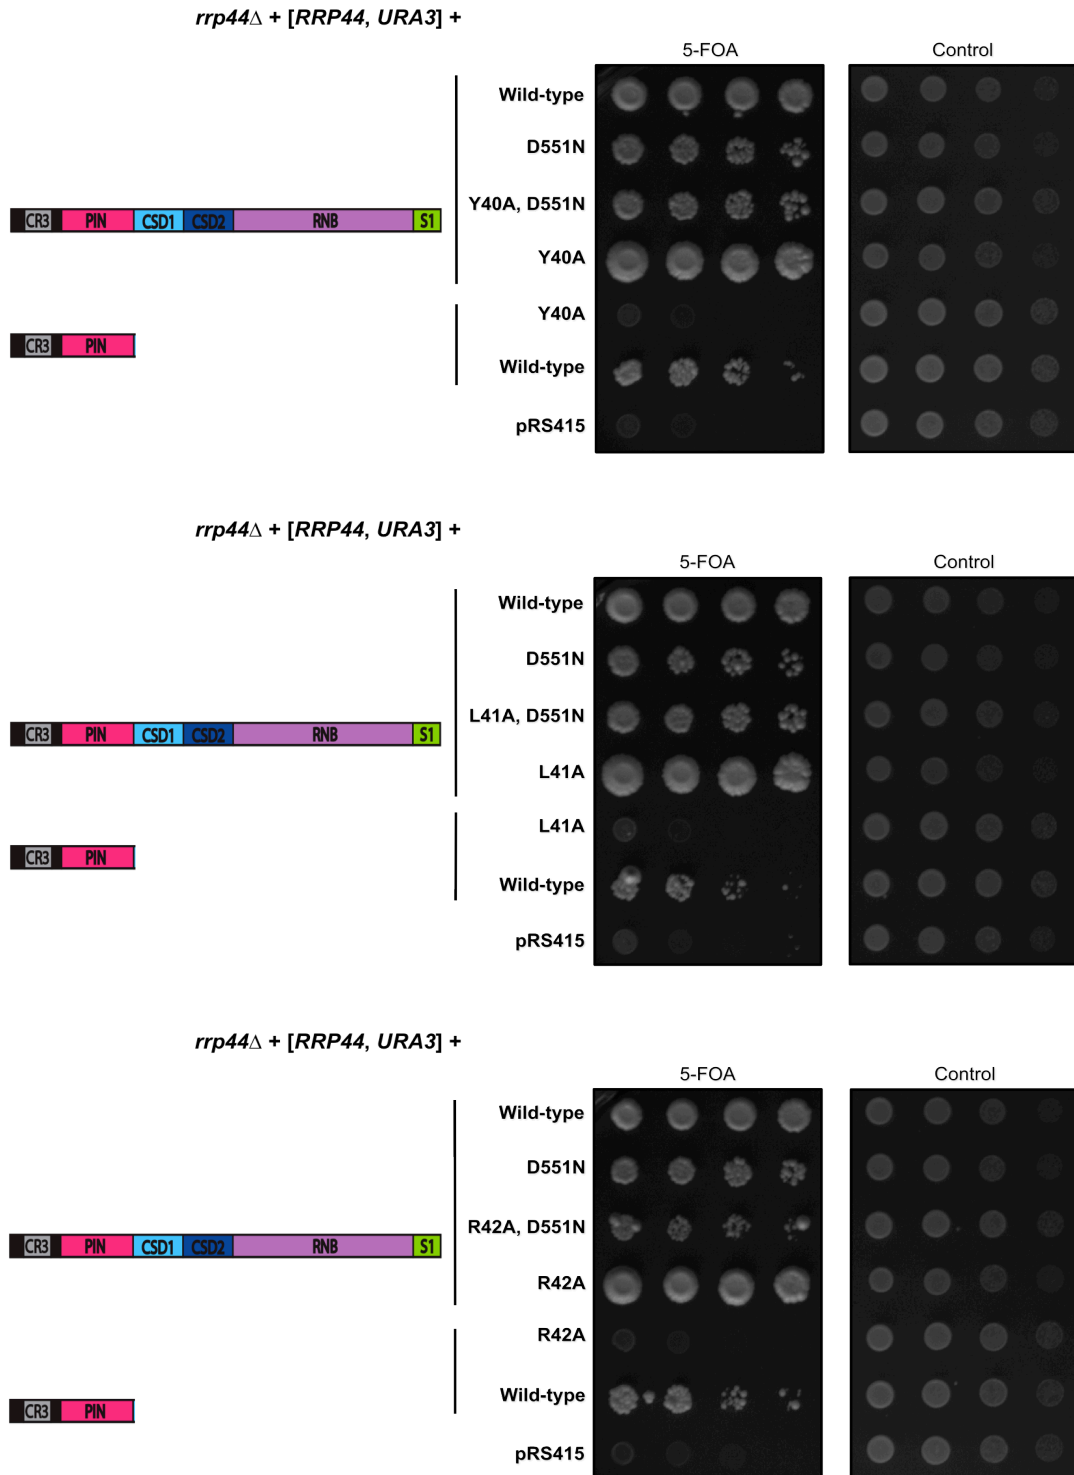 rrp44Δ + [RRP44, URA3] +
5-FOA
Control
Wild-type
D551N
Y40A, D551N
CR3 PIN CSD1 CSD2 RNB S1
Y40A
Y40A
CR3 PIN
Wild-type
pRS415
rrp44Δ + [RRP44, URA3] +
5-FOA
Control
Wild-type
D551N
L41A, D551N
CR3 PIN CSD1 CSD2 RNB S1
L41A
L41A
CR3 PIN
Wild-type
pRS415
rrp44Δ + [RRP44, URA3] +
5-FOA
Control
Wild-type
D551N
R42A, D551N
CR3 PIN CSD1 CSD2 RNB S1
R42A
R42A
Wild-type
CR3 PIN
pRS415